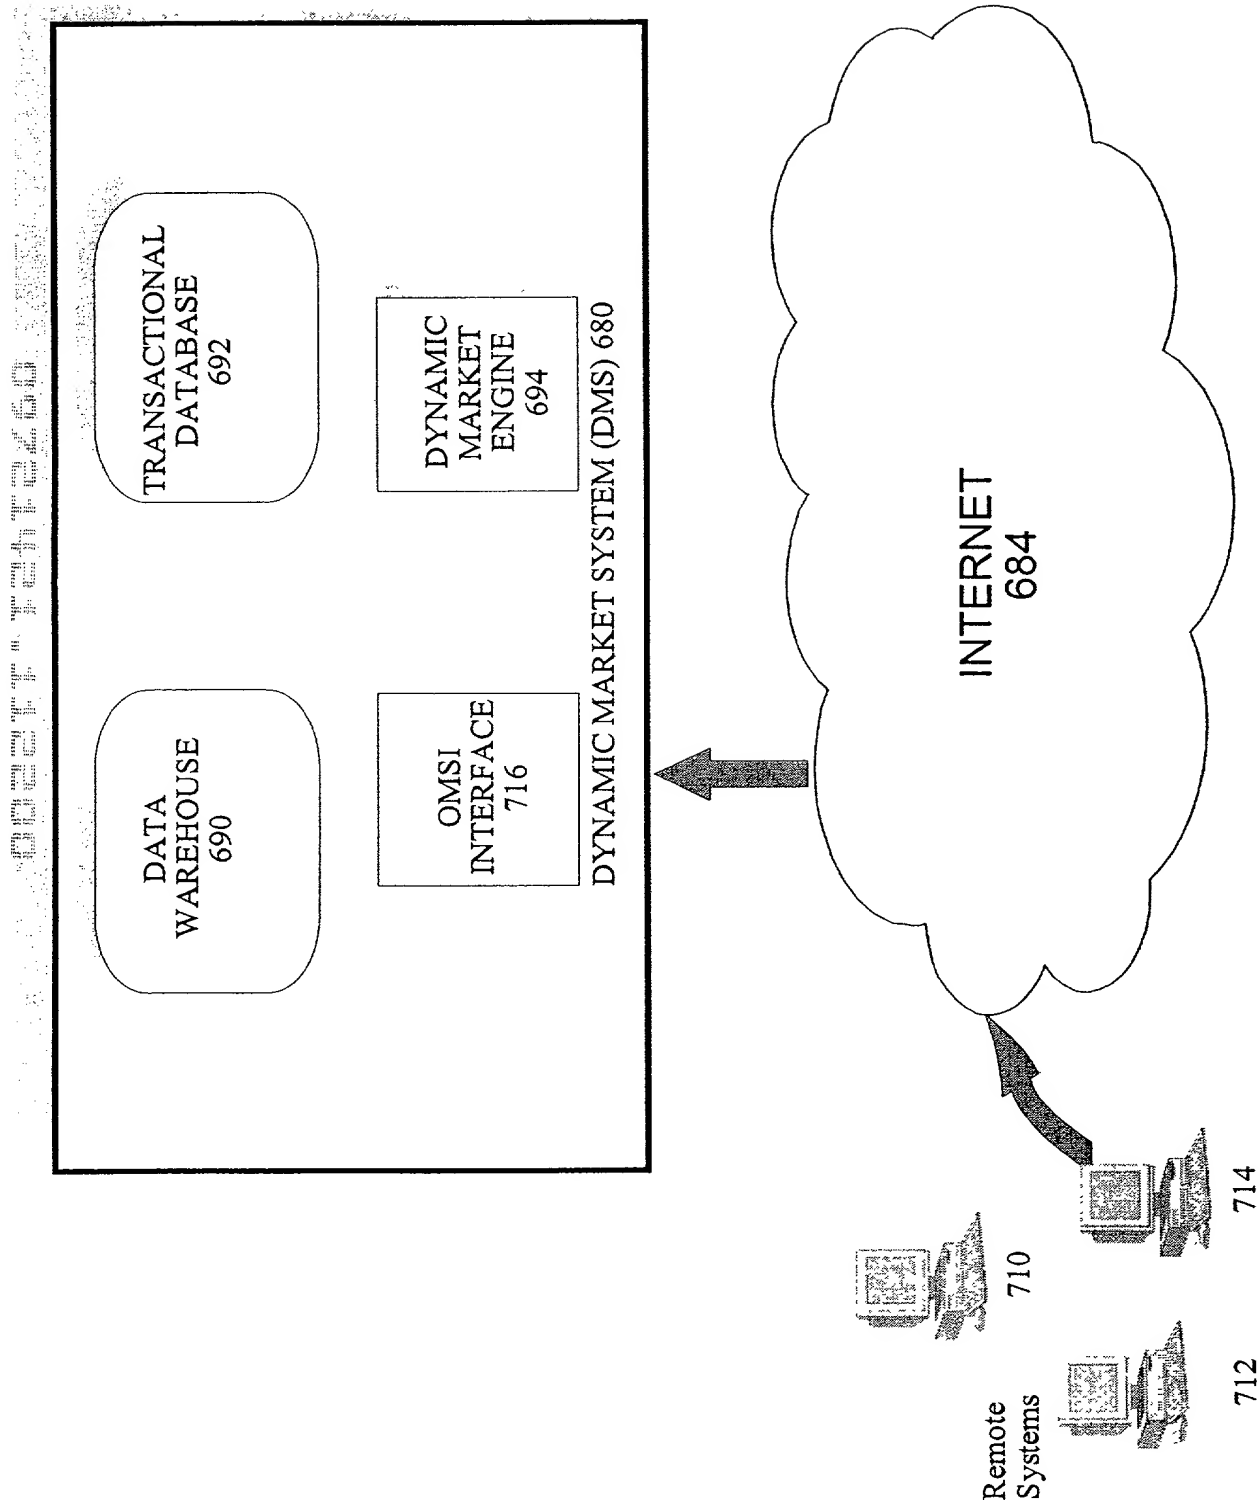 DATA
WAREHOUSE
690
TRANSACTIONAL
DATABASE
692
OMSI
INTERFACE
716
DYNAMIC
MARKET
ENGINE
694
DYNAMIC MARKET SYSTEM (DMS) 680
INTERNET
684
Remote
Systems
710
712
714